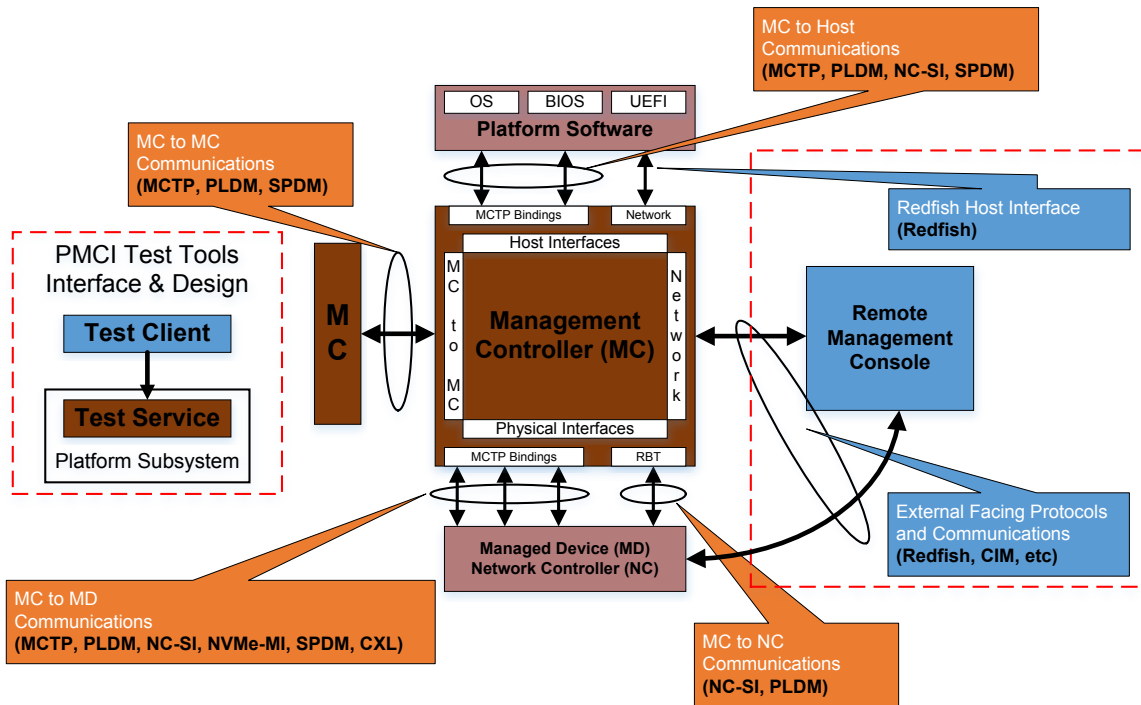 MC to Host
Communications
(MCTP, PLDM, NC-SI, SPDM)
OS
BIOS
UEFI
Platform Software
MC to MC
Communications
(MCTP, PLDM, SPDM)
MCTP Bindings
Network
Host Interfaces
Redfish Host Interface
(Redfish)
PMCI Test Tools
Interface & Design
Test Client
Test Service
Platform Subsystem
MC
MC to MC
Management
Controller (MC)
Network
Remote
Management
Console
Physical Interfaces
MCTP Bindings
RBT
Managed Device (MD)
Network Controller (NC)
External Facing Protocols
and Communications
(Redfish, CIM, etc)
MC to MD
Communications
(MCTP, PLDM, NC-SI, NVMe-MI, SPDM, CXL)
MC to NC
Communications
(NC-SI, PLDM)